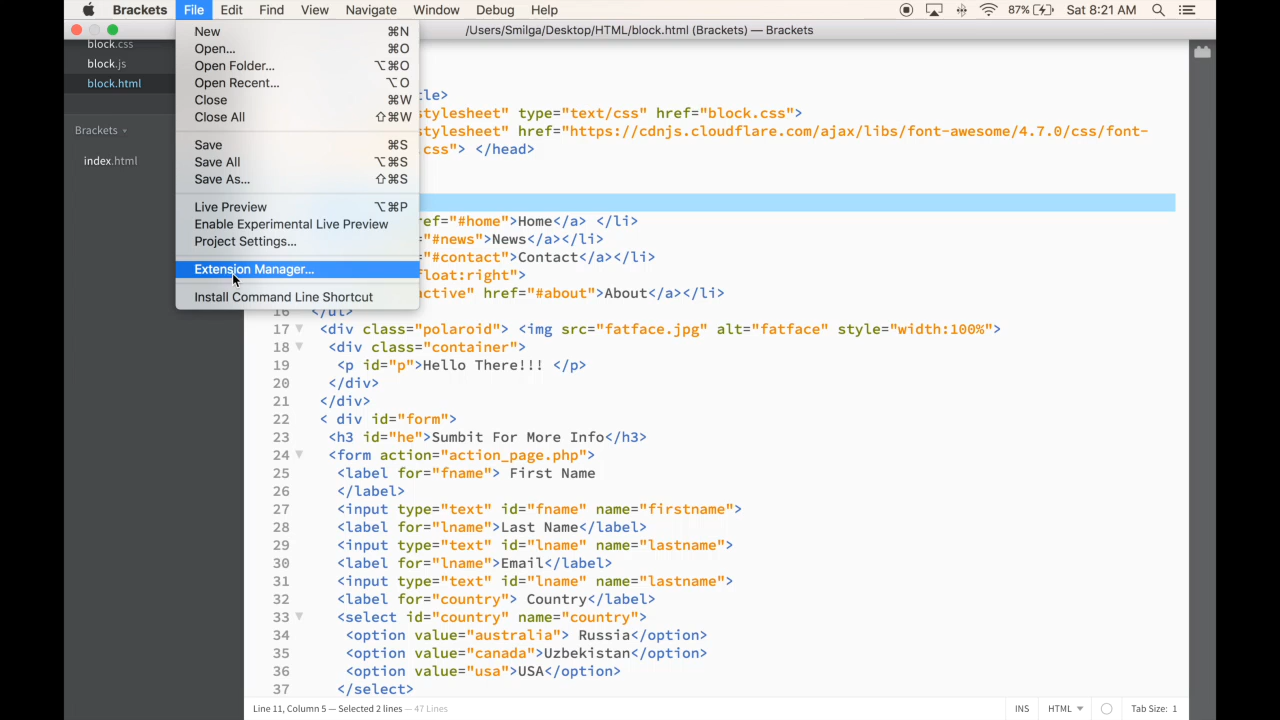 Brackets File Edit Find View Navigate Window Debug Help 87% Sat 8:21 AM
/Users/Smilga/Desktop/HTML/block.html (Brackets) — Brackets
block.css
block.js
block.html
Brackets
index.html
New ⌘N
Open... ⌘O
Open Folder... ⌥⌘O
Open Recent... ⌥O
Close ⌘W
Close All ⇧⌘W
Save ⌘S
Save All ⌥⌘S
Save As... ⇧⌘S
Live Preview ⌥⌘P
Enable Experimental Live Preview
Project Settings...
Extension Manager...
Install Command Line Shortcut
tle>
tylesheet" type="text/css" href="block.css">
tylesheet" href="https://cdnjs.cloudflare.com/ajax/libs/font-awesome/4.7.0/css/font-
css"> </head>
ef="#home">Home</a> </li>
"#news">News</a></li>
"#contact">Contact</a></li>
float:right">
active" href="#about">About</a></li>
16 </ul>
17 <div class="polaroid"> <img src="fatface.jpg" alt="fatface" style="width:100%">
18 <div class="container">
19 <p id="p">Hello There!!! </p>
20 </div>
21 </div>
22 < div id="form">
23 <h3 id="he">Sumbit For More Info</h3>
24 <form action="action_page.php">
25 <label for="fname"> First Name
26 </label>
27 <input type="text" id="fname" name="firstname">
28 <label for="lname">Last Name</label>
29 <input type="text" id="lname" name="lastname">
30 <label for="lname">Email</label>
31 <input type="text" id="lname" name="lastname">
32 <label for="country"> Country</label>
33 <select id="country" name="country">
34 <option value="australia"> Russia</option>
35 <option value="canada">Uzbekistan</option>
36 <option value="usa">USA</option>
37 </select>
Line 11, Column 5 — Selected 2 lines — 47 Lines INS HTML Tab Size: 1